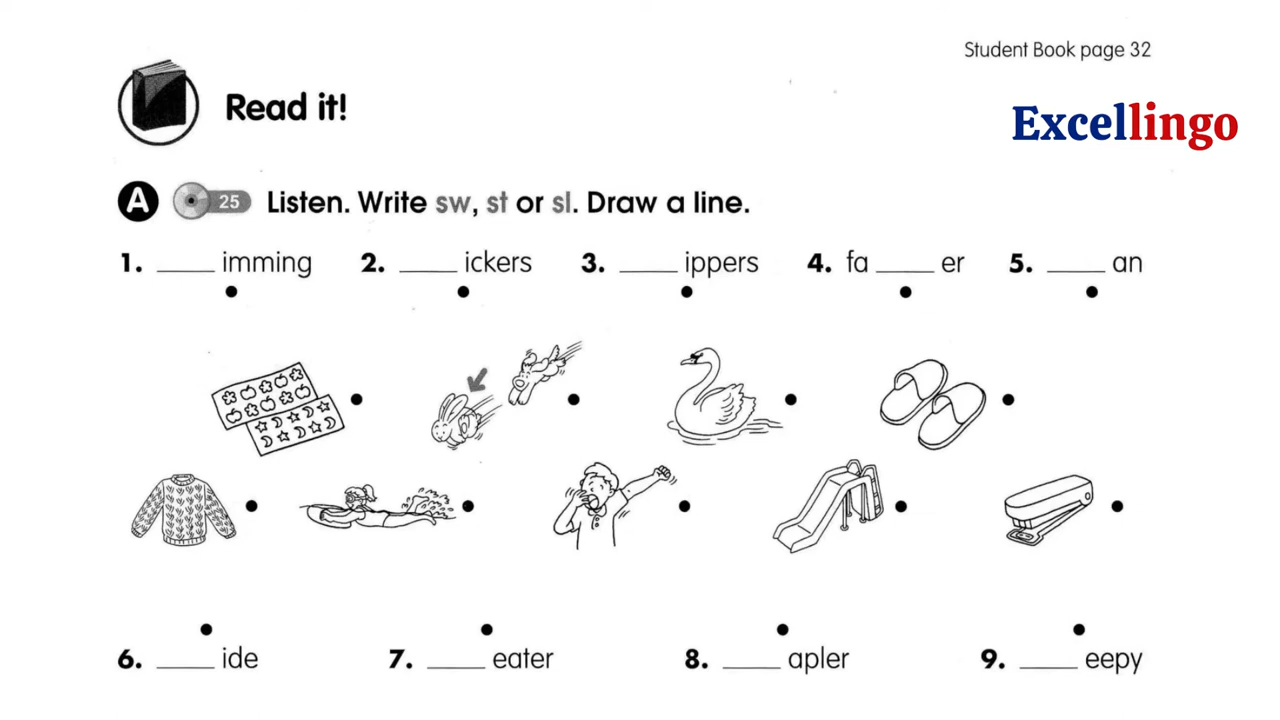 Student Book page 32
Read it!
Excellingo
A 25 Listen. Write sw, st or sl. Draw a line.
1. ____ imming 2. ____ ickers 3. ____ ippers 4. fa ____ er 5. ____ an
6. ____ ide 7. ____ eater 8. ____ apler 9. ____ eepy